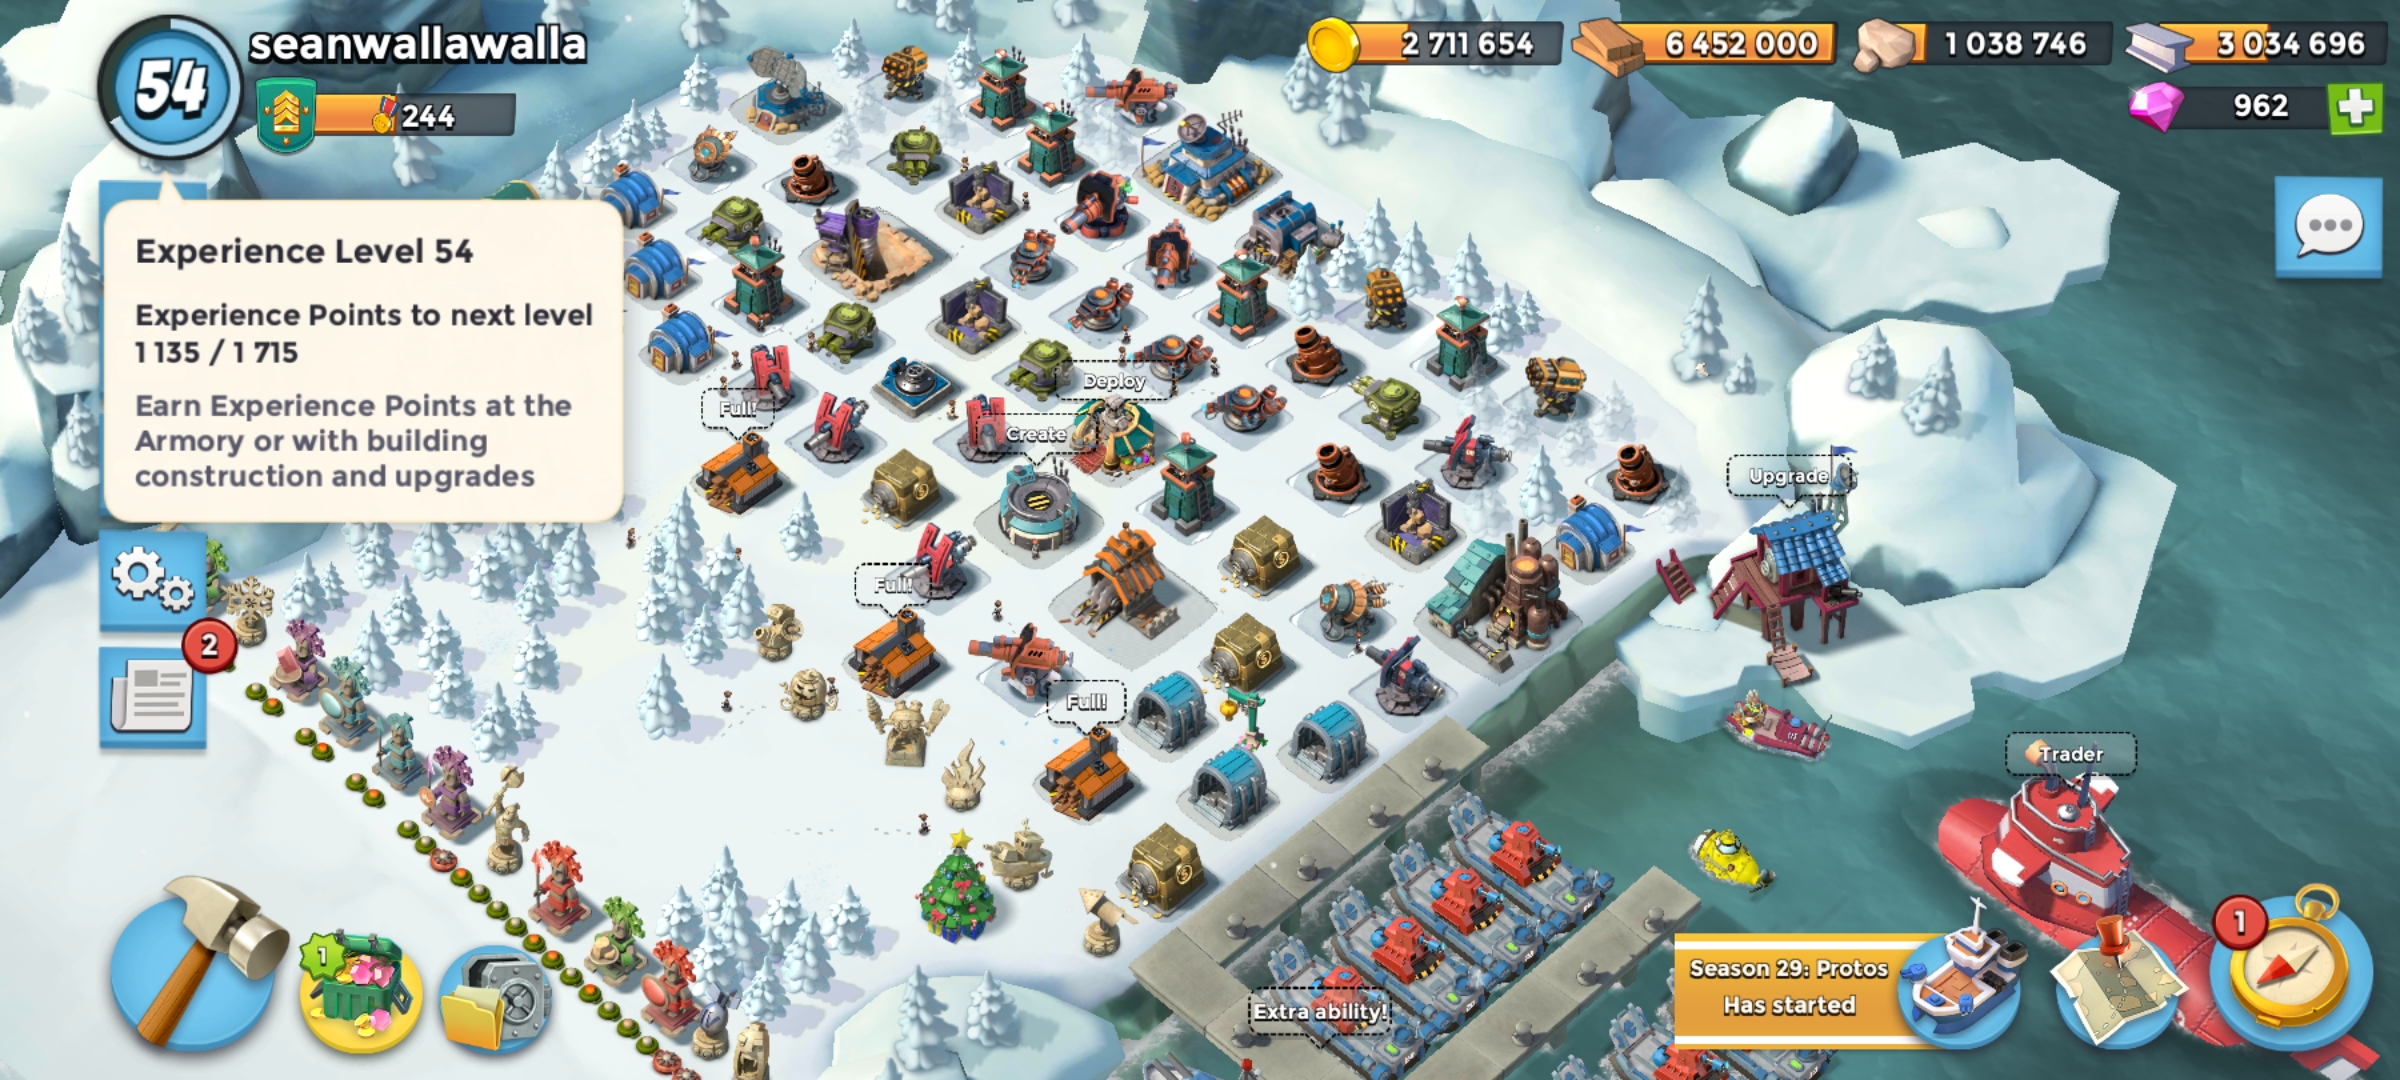 54
seanwallawalla
244
2 711 654
6 452 000
1 038 746
3 034 696
962
Experience Level 54
Experience Points to next level
1 135 / 1 715
Earn Experience Points at the
Armory or with building
construction and upgrades
Deploy
Full!
Create
Upgrade
Full!
2
Full!
Trader
1
1
Season 29: Protos
Has started
Extra ability!